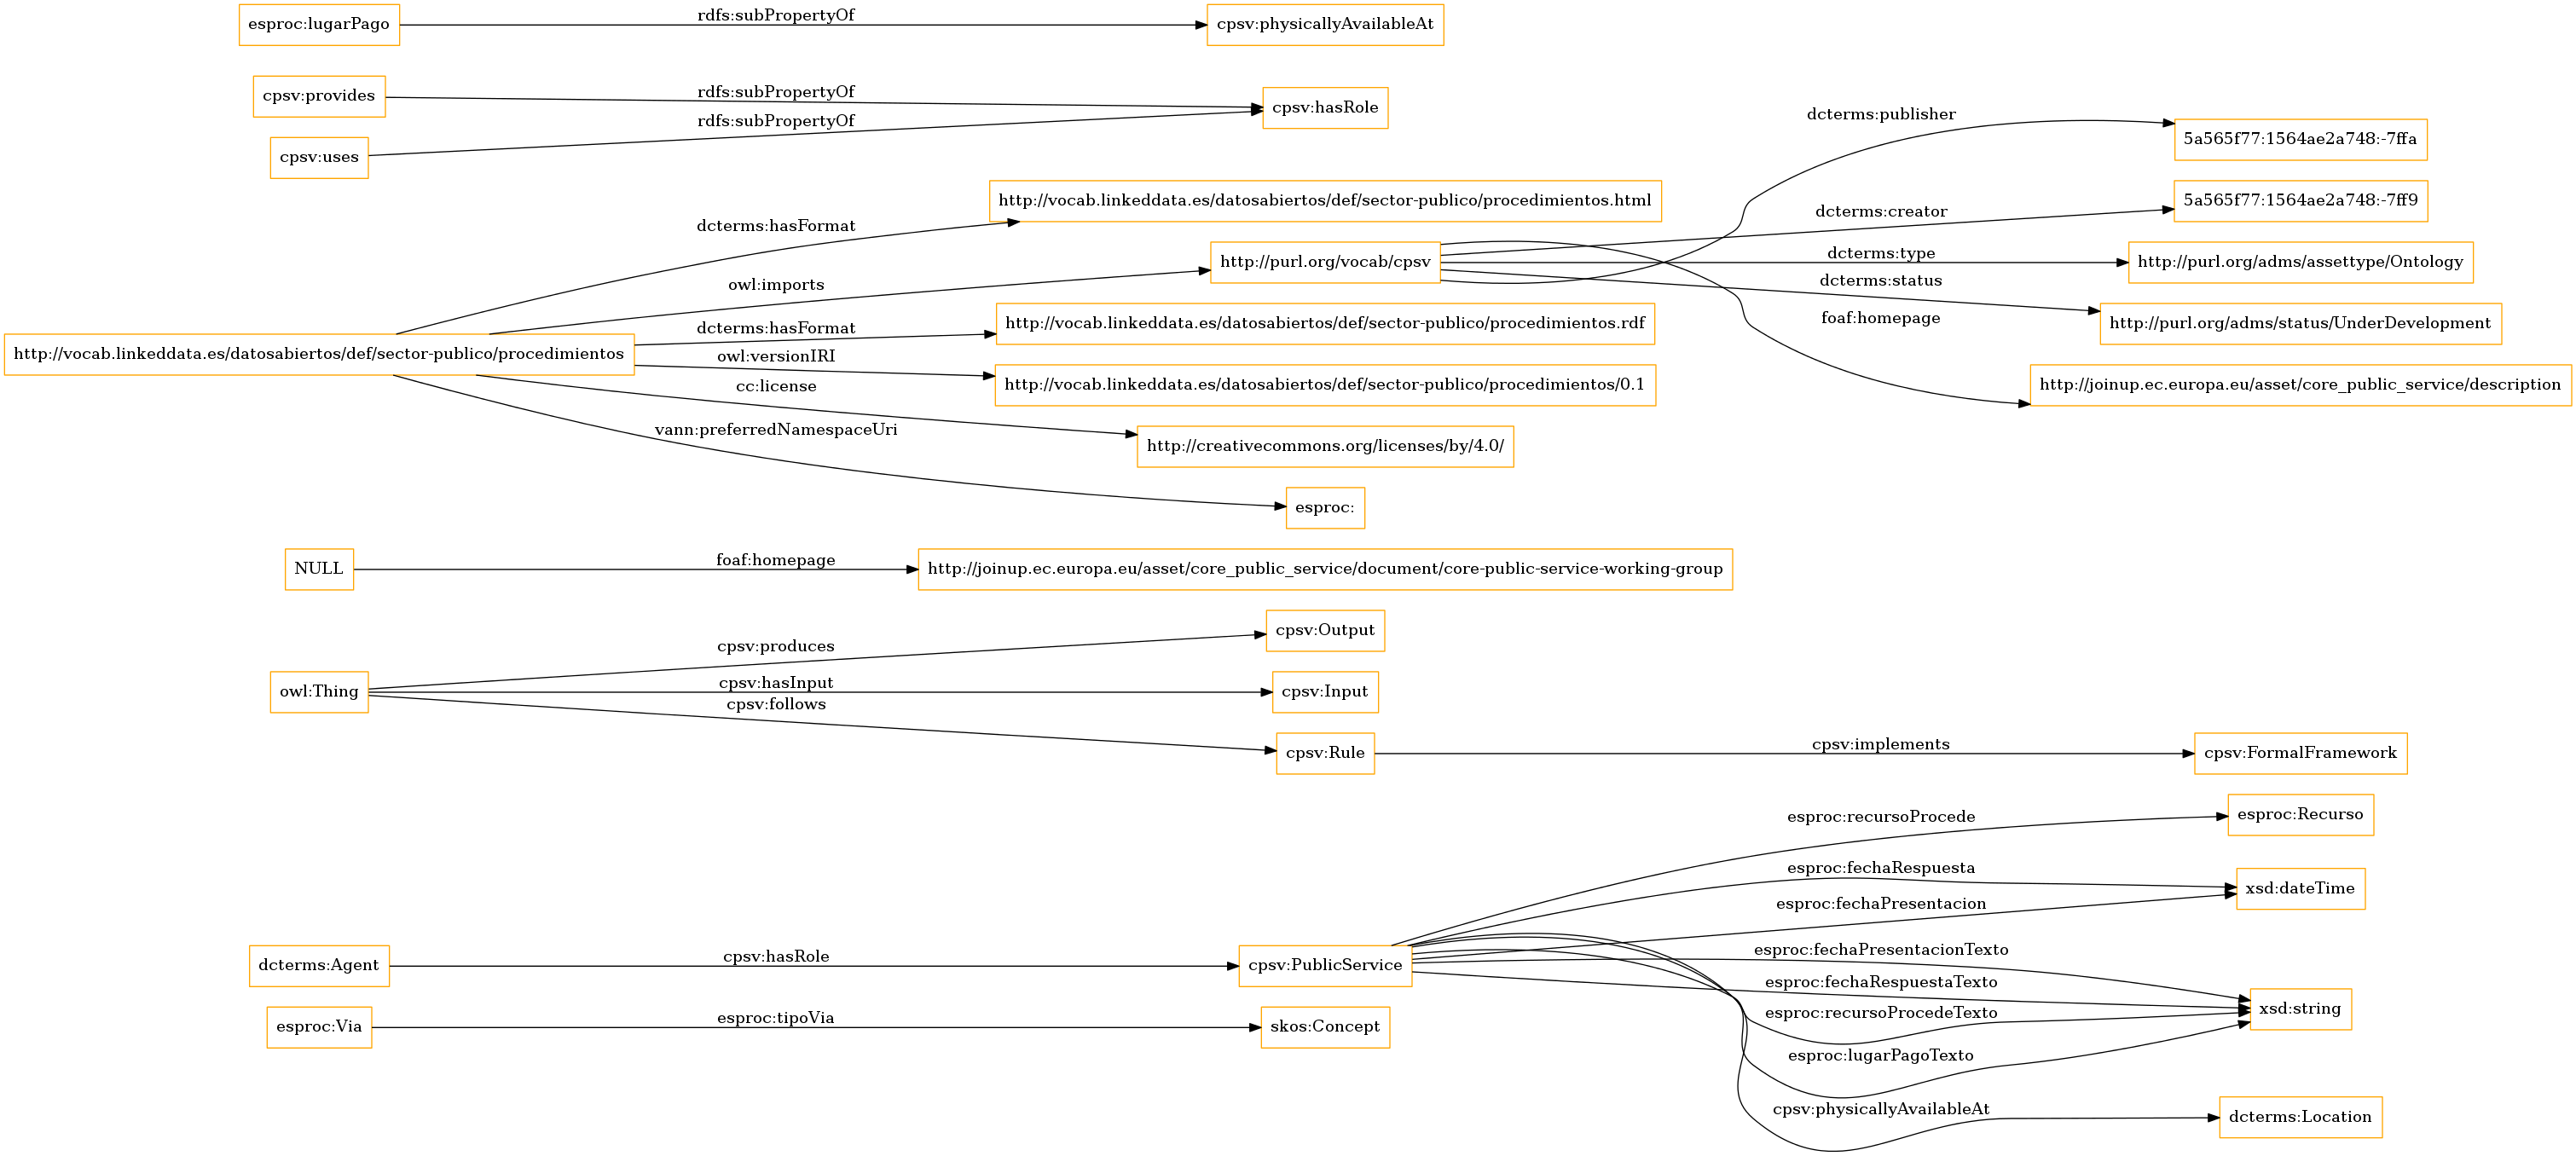 esproc:lugarPago
rdfs:subPropertyOf
cpsv:physicallyAvailableAt
cpsv:provides
rdfs:subPropertyOf
cpsv:hasRole
cpsv:uses
rdfs:subPropertyOf
dcterms:publisher
5a565f77:1564ae2a748:-7ffa
http://vocab.linkeddata.es/datosabiertos/def/sector-publico/procedimientos.html
dcterms:hasFormat
dcterms:creator
5a565f77:1564ae2a748:-7ff9
http://purl.org/vocab/cpsv
dcterms:type
http://purl.org/adms/assettype/Ontology
owl:imports
dcterms:status
http://purl.org/adms/status/UnderDevelopment
foaf:homepage
http://joinup.ec.europa.eu/asset/core_public_service/description
http://vocab.linkeddata.es/datosabiertos/def/sector-publico/procedimientos
dcterms:hasFormat
http://vocab.linkeddata.es/datosabiertos/def/sector-publico/procedimientos.rdf
owl:versionIRI
http://vocab.linkeddata.es/datosabiertos/def/sector-publico/procedimientos/0.1
cc:license
http://creativecommons.org/licenses/by/4.0/
vann:preferredNamespaceUri
esproc:
NULL
foaf:homepage
http://joinup.ec.europa.eu/asset/core_public_service/document/core-public-service-working-group
owl:Thing
cpsv:produces
cpsv:Output
cpsv:hasInput
cpsv:Input
cpsv:follows
cpsv:Rule
cpsv:implements
cpsv:FormalFramework
esproc:recursoProcede
esproc:Recurso
esproc:fechaRespuesta
xsd:dateTime
esproc:fechaPresentacion
dcterms:Agent
cpsv:hasRole
cpsv:PublicService
esproc:fechaPresentacionTexto
esproc:fechaRespuestaTexto
xsd:string
esproc:recursoProcedeTexto
esproc:Via
esproc:tipoVia
skos:Concept
esproc:lugarPagoTexto
cpsv:physicallyAvailableAt
dcterms:Location